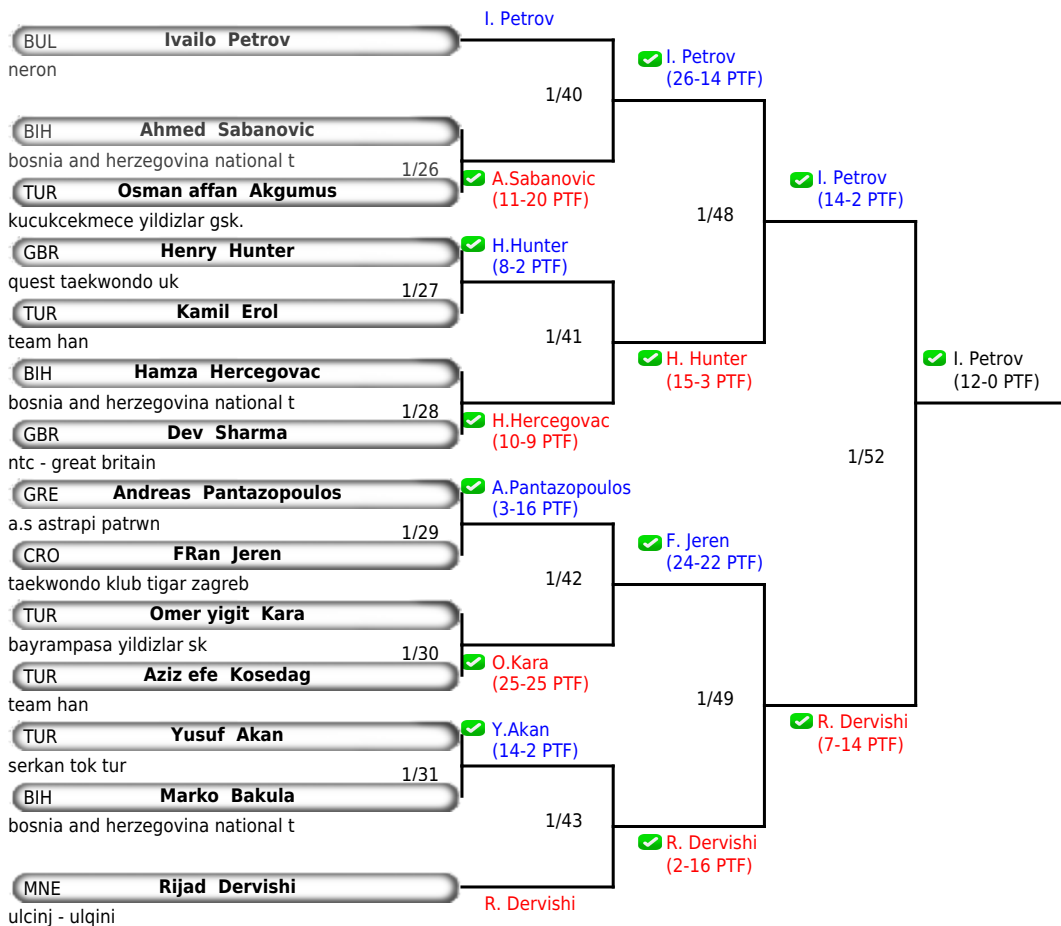 I. Petrov
BUL Ivailo Petrov
neron
I. Petrov
(26-14 PTF)
1/40
BIH Ahmed Sabanovic
bosnia and herzegovina national t
1/26
A.Sabanovic
(11-20 PTF)
TUR Osman affan Akgumus
kucukcekmece yildizlar gsk.
I. Petrov
(14-2 PTF)
1/48
GBR Henry Hunter
quest taekwondo uk
H.Hunter
(8-2 PTF)
1/27
TUR Kamil Erol
team han
1/41
H. Hunter
(15-3 PTF)
I. Petrov
(12-0 PTF)
BIH Hamza Hercegovac
bosnia and herzegovina national t
1/28
H.Hercegovac
(10-9 PTF)
GBR Dev Sharma
ntc - great britain
1/52
GRE Andreas Pantazopoulos
a.s astrapi patrwn
A.Pantazopoulos
(3-16 PTF)
1/29
CRO FRan Jeren
taekwondo klub tigar zagreb
F. Jeren
(24-22 PTF)
1/42
TUR Omer yigit Kara
bayrampasa yildizlar sk
1/30
O.Kara
(25-25 PTF)
TUR Aziz efe Kosedag
team han
1/49
R. Dervishi
(7-14 PTF)
TUR Yusuf Akan
serkan tok tur
Y.Akan
(14-2 PTF)
1/31
BIH Marko Bakula
bosnia and herzegovina national t
1/43
R. Dervishi
(2-16 PTF)
MNE Rijad Dervishi
ulcinj - ulqini
R. Dervishi